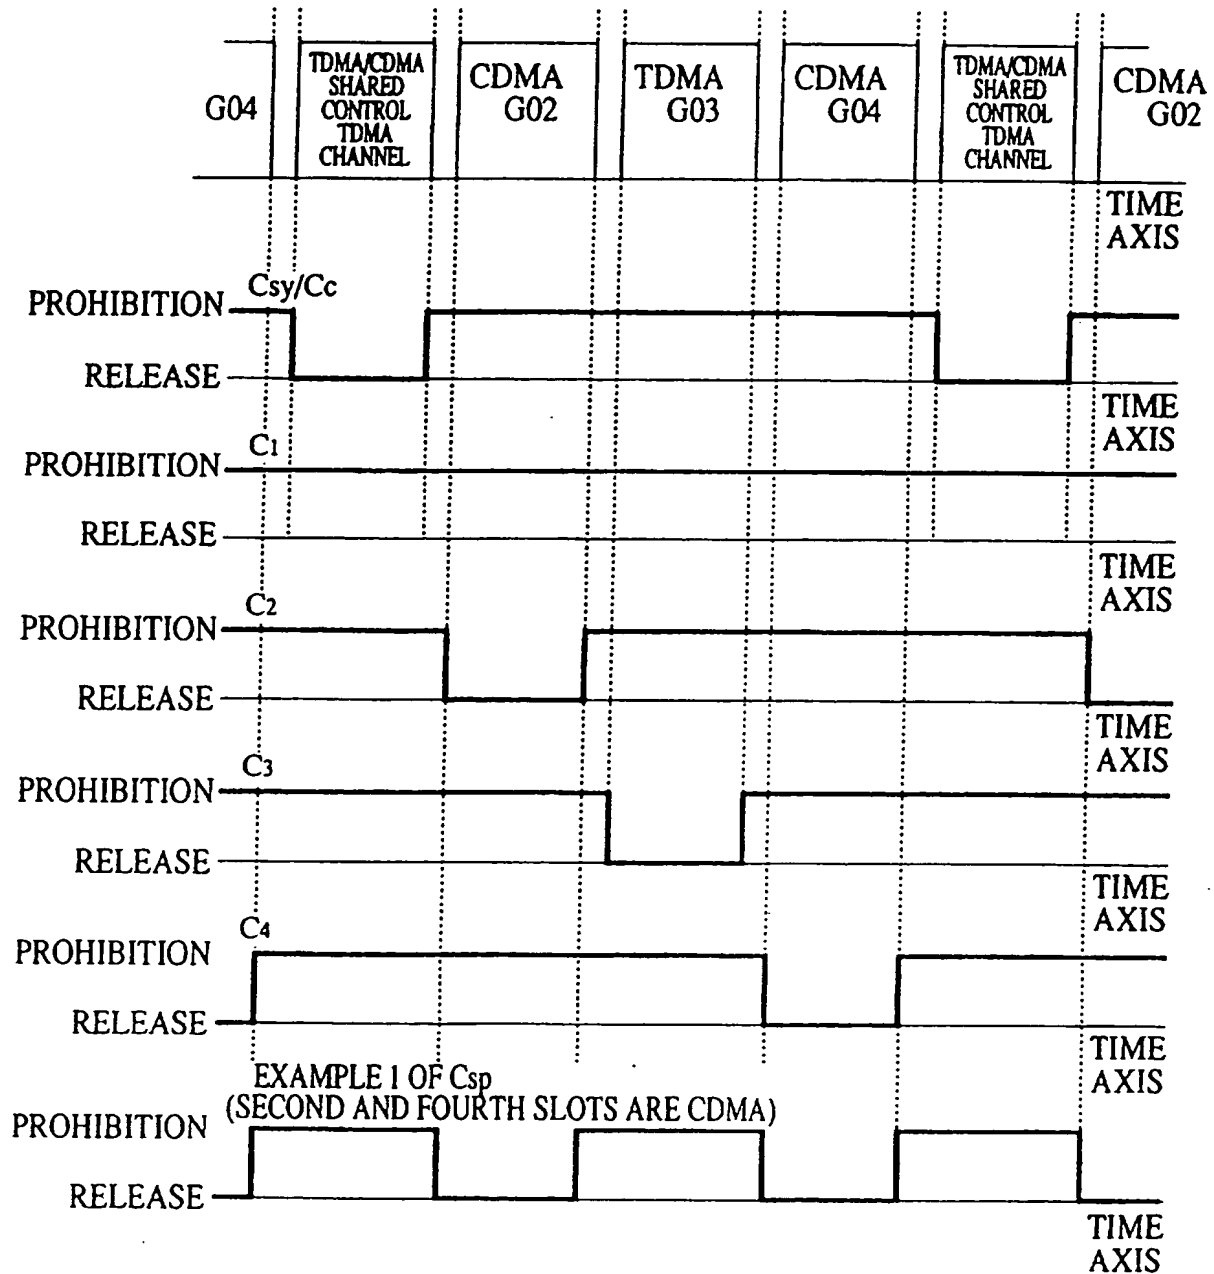 G04
TDMA/CDMA
SHARED
CONTROL
TDMA
CHANNEL
CDMA
G02
TDMA
G03
CDMA
G04
TDMA/CDMA
SHARED
CONTROL
TDMA
CHANNEL
CDMA
G02
TIME
AXIS
Csy/Cc
PROHIBITION
RELEASE
TIME
AXIS
C1
PROHIBITION
RELEASE
TIME
AXIS
C2
PROHIBITION
RELEASE
TIME
AXIS
C3
PROHIBITION
RELEASE
TIME
AXIS
C4
PROHIBITION
RELEASE
TIME
AXIS
EXAMPLE 1 OF Csp
(SECOND AND FOURTH SLOTS ARE CDMA)
PROHIBITION
RELEASE
TIME
AXIS